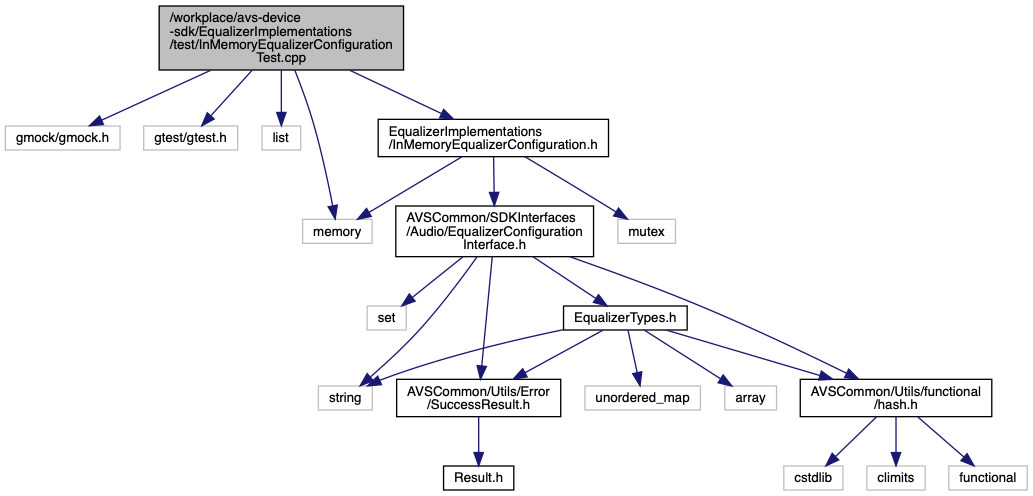 /workplace/avs-device
-sdk/EqualizerImplementations
/test/InMemoryEqualizerConfiguration
Test.cpp
gmock/gmock.h
gtest/gtest.h
list
EqualizerImplementations
/InMemoryEqualizerConfiguration.h
memory
AVSCommon/SDKInterfaces
/Audio/EqualizerConfiguration
Interface.h
mutex
set
EqualizerTypes.h
string
AVSCommon/Utils/Error
/SuccessResult.h
unordered_map
array
AVSCommon/Utils/functional
/hash.h
Result.h
cstdlib
climits
functional